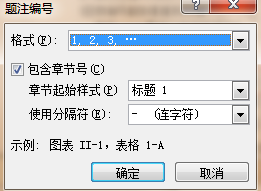 题注编号
格式(F): 1, 2, 3, …
包含章节号(C)
章节起始样式(P) 标题 1
使用分隔符(E): - (连字符)
示例: 图表 II-1, 表格 1-A
确定 取消